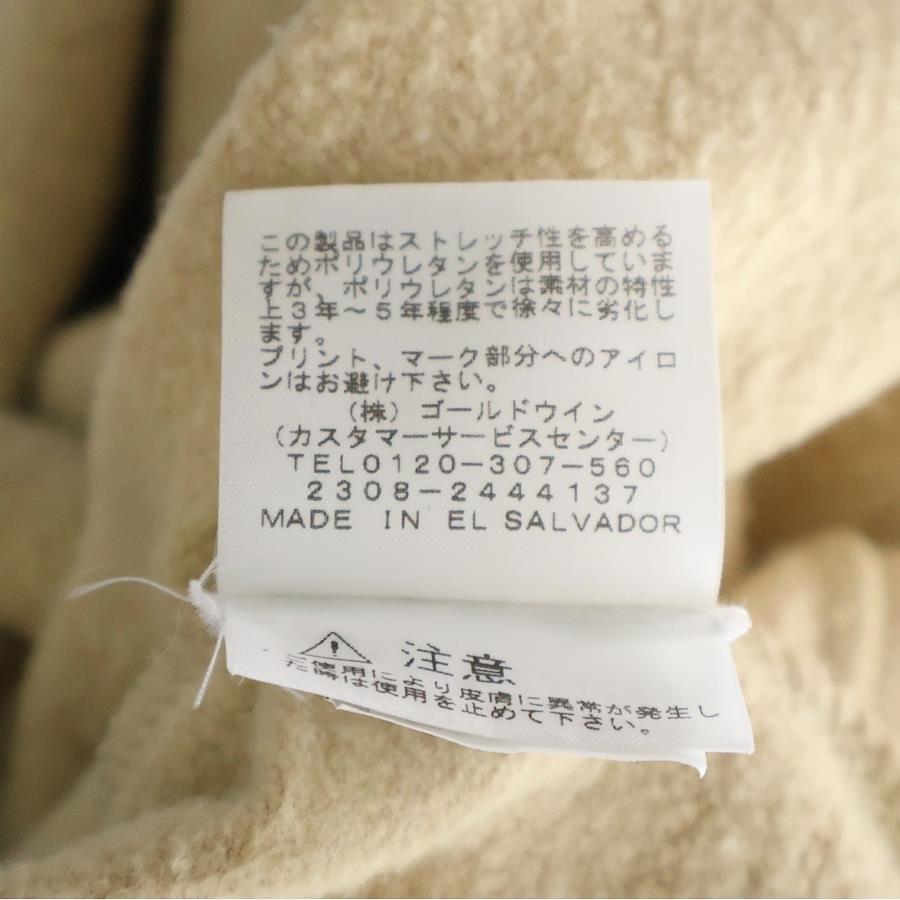 この製品はストレッチ性を高める
ためポリウレタンを使用していま
すが、ポリウレタンは素材の特性
上3年〜5年程度で徐々に劣化し
ます。
プリント、マーク部分へのアイロ
ンはお避け下さい。
(株)ゴールドウイン
(カスタマーサービスセンター)
TEL0120-307-560
2308-2444137
MADE IN EL SALVADOR
注意
使用により皮膚に異常が発生し
た時は使用を止めて下さい。